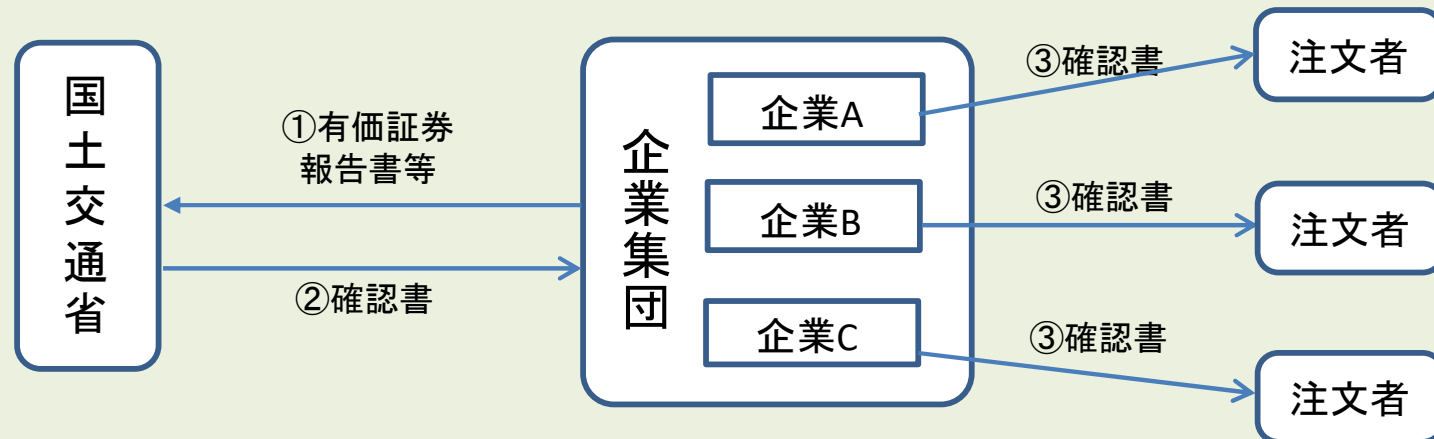 国土交通省
①有価証券
報告書等
②確認書
企業集団
企業A
企業B
企業C
③確認書
③確認書
③確認書
注文者
注文者
注文者